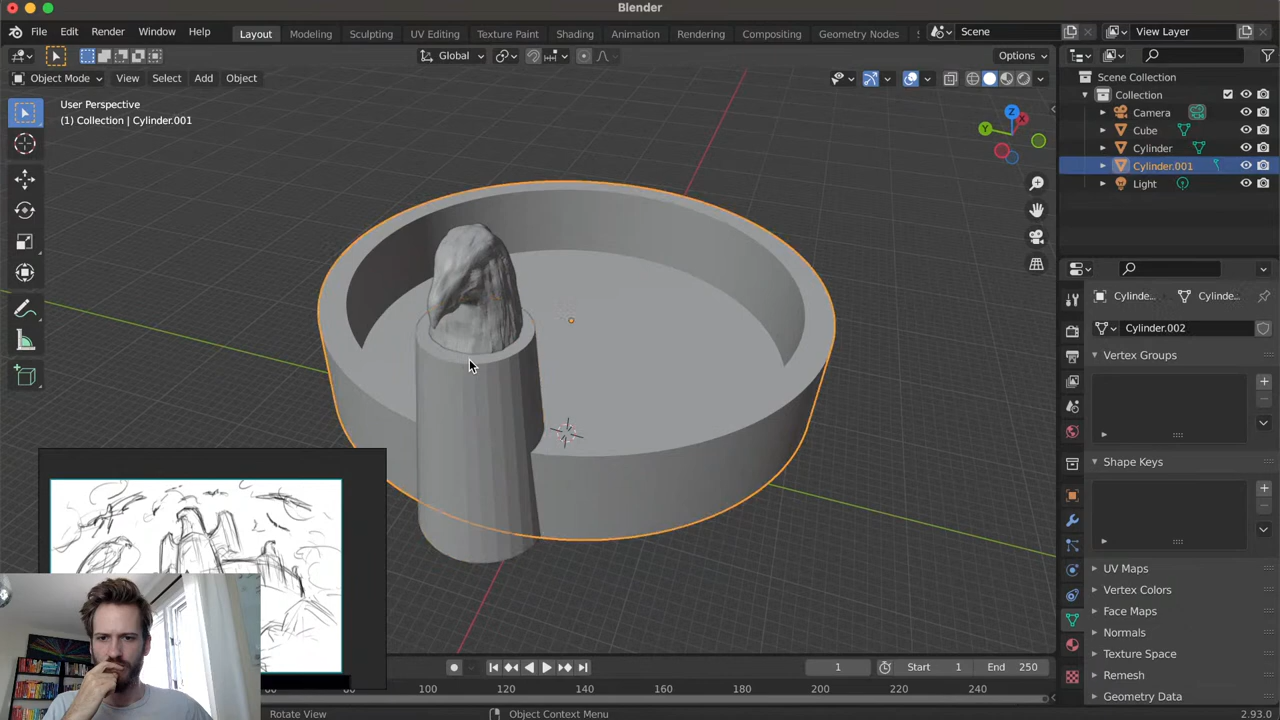 Blender
File Edit Render Window Help
Layout Modeling Sculpting UV Editing Texture Paint Shading Animation Rendering Compositing Geometry Nodes
Scene
View Layer
Global
Options
Object Mode View Select Add Object
User Perspective
(1) Collection | Cylinder.001
X
Y
Z
Scene Collection
Collection
Camera
Cube
Cylinder
Cylinder.001
Light
Cylinde..
Cylinde..
Cylinder.002
Vertex Groups
Shape Keys
UV Maps
Vertex Colors
Face Maps
Normals
Texture Space
Remesh
Geometry Data
1
Start 1
End 250
80 100 120 140 160 180 200 220 240
Rotate View
Object Context Menu
2.93.0